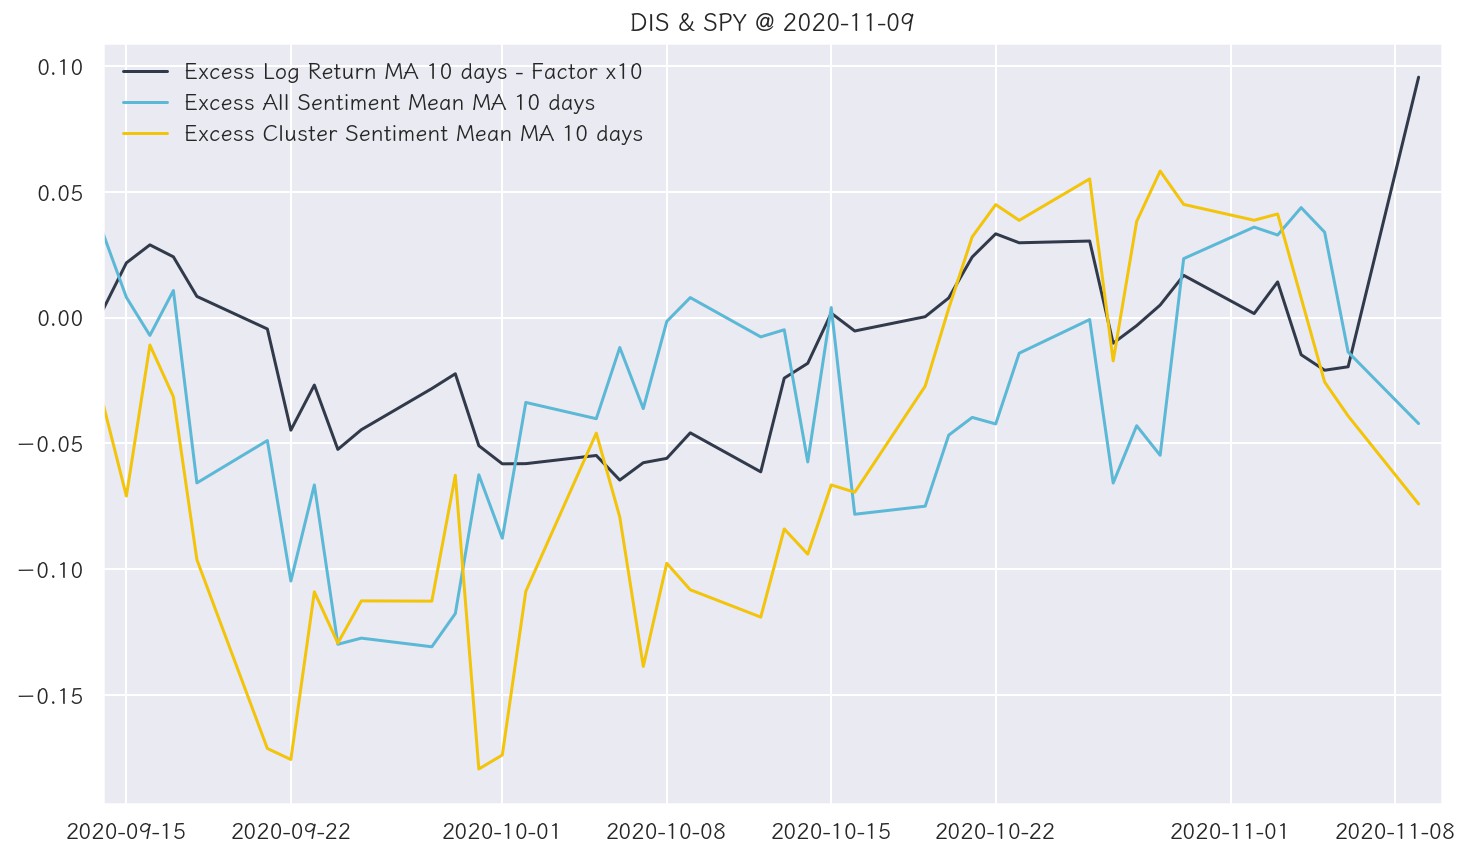 DIS & SPY @ 2020-11-09
Excess Log Return MA 10 days - Factor x10
Excess All Sentiment Mean MA 10 days
Excess Cluster Sentiment Mean MA 10 days
0.10
0.05
0.00
−0.05
−0.10
−0.15
2020-09-15 2020-09-22 2020-10-01 2020-10-08 2020-10-15 2020-10-22 2020-11-01 2020-11-08